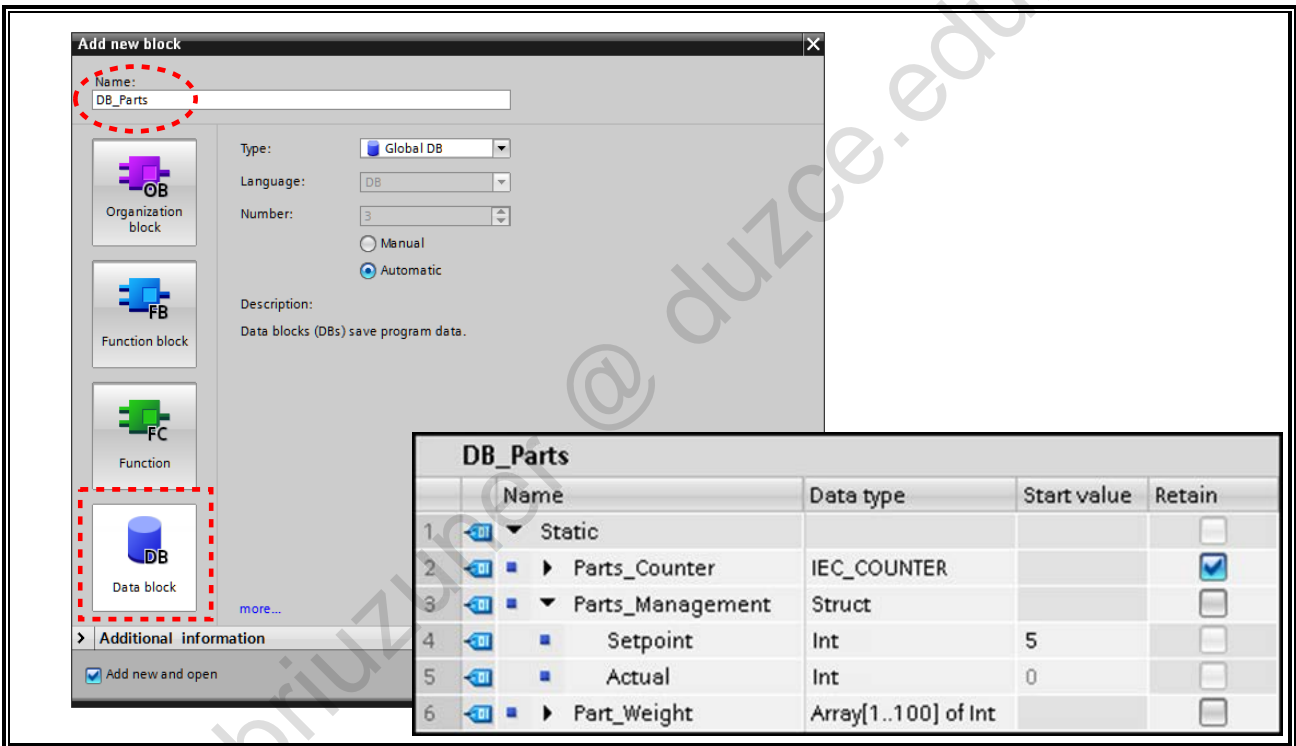 Add new block
Name:
DB_Parts
OB
Organization
block
FB
Function block
FC
Function
DB
Data block
Type: Global DB
Language: DB
Number: 3
Manual
Automatic
Description:
Data blocks (DBs) save program data.
more...
> Additional information
Add new and open
DB_Parts
Name Data type Start value Retain
1 Static
2 Parts_Counter IEC_COUNTER
3 Parts_Management Struct
4 Setpoint Int 5
5 Actual Int 0
6 Part_Weight Array[1..100] of Int
briuzuner @ duzce.edu